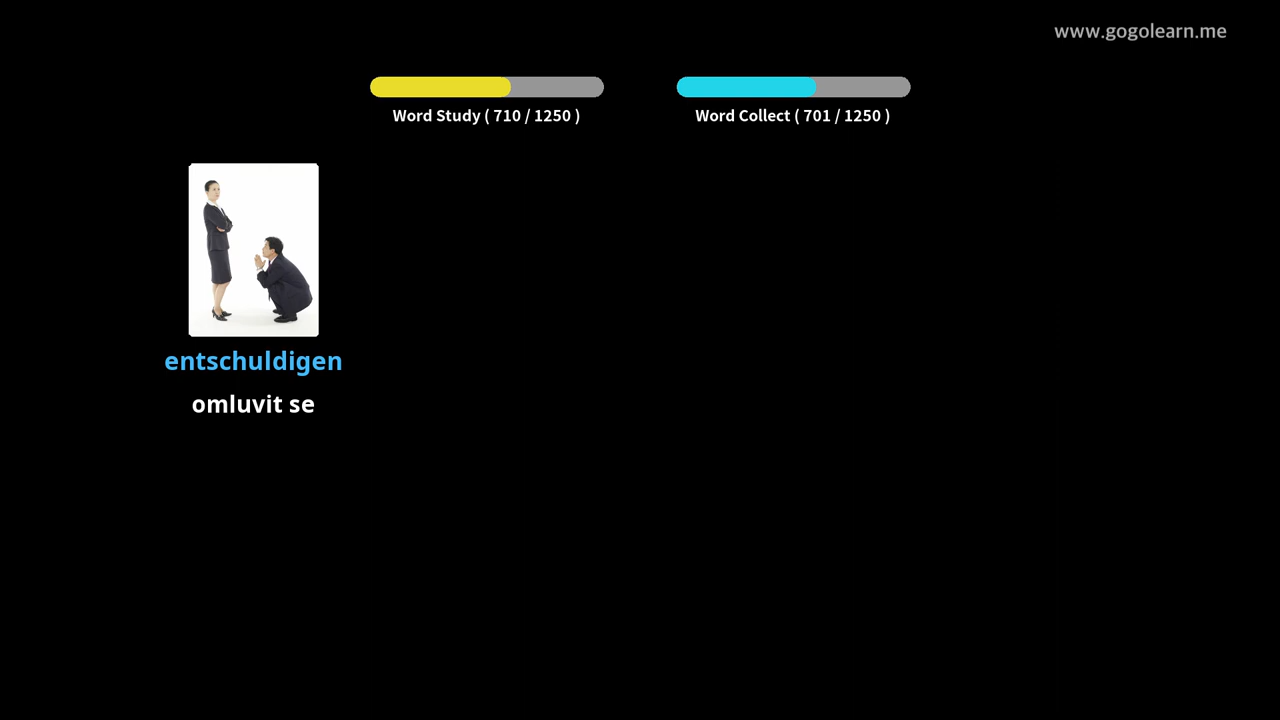 www.gogolearn.me
Word Study ( 710 / 1250 )
Word Collect ( 701 / 1250 )
entschuldigen
omluvit se